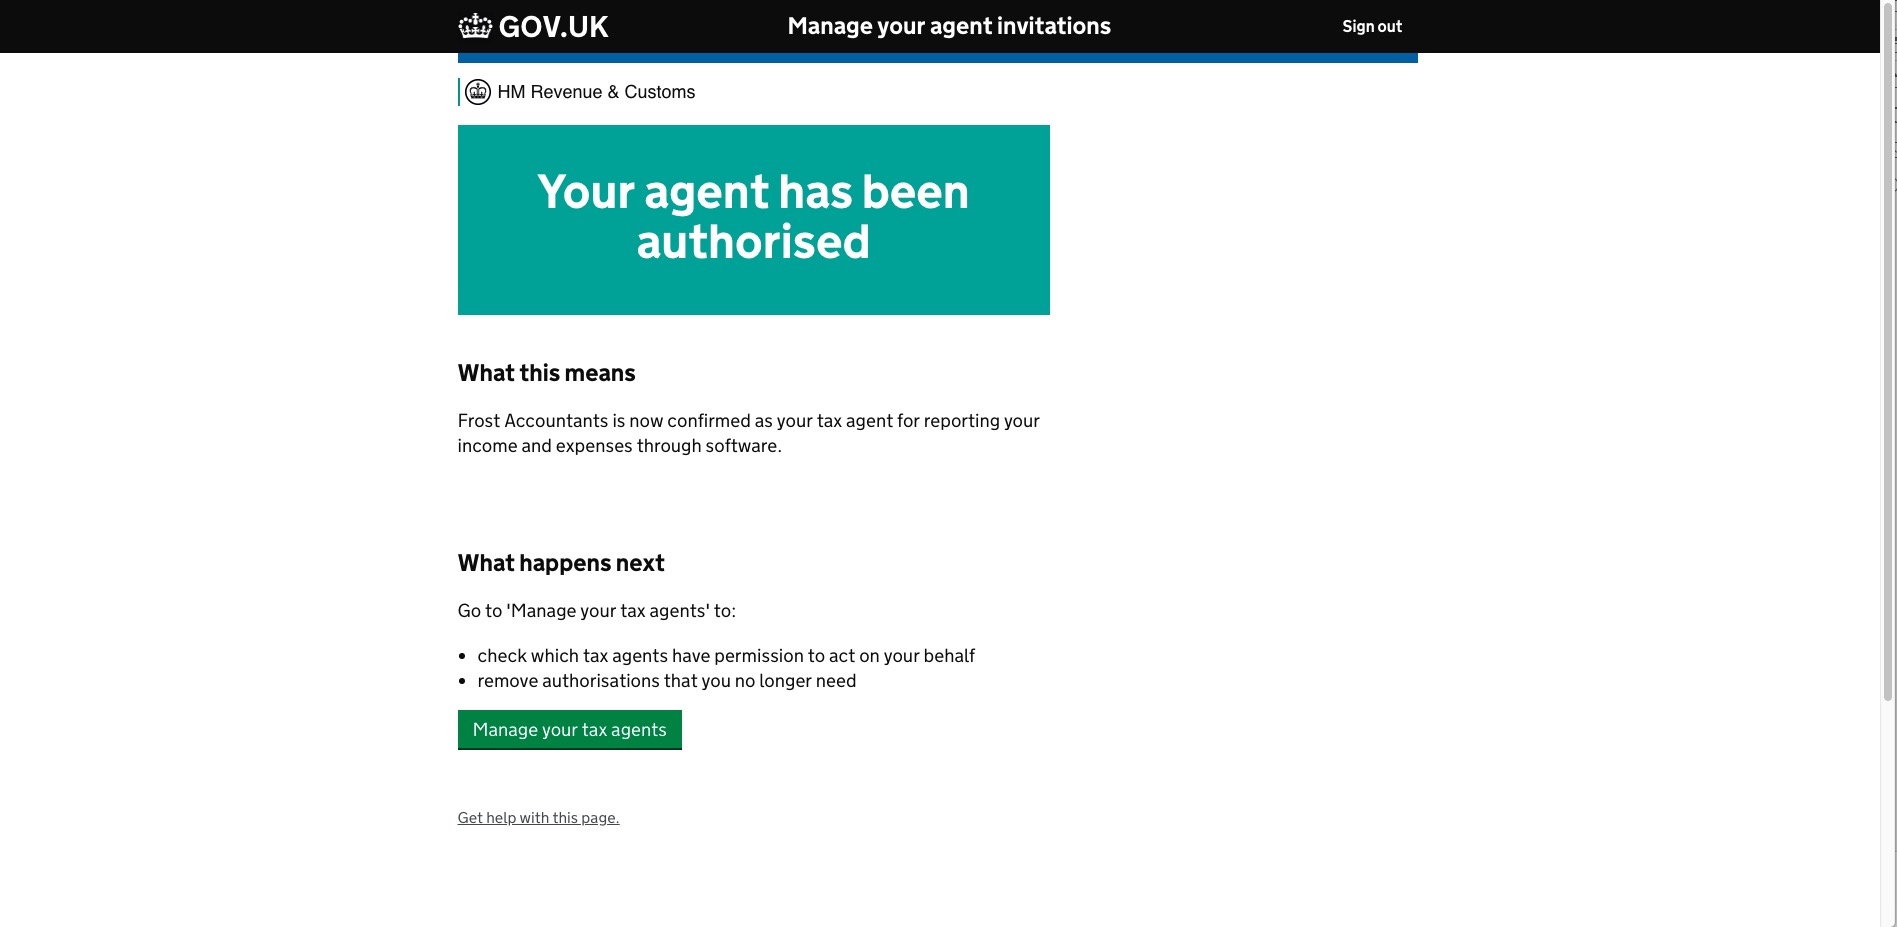 GOV.UK
Manage your agent invitations
Sign out
HM Revenue & Customs
Your agent has been
authorised
What this means
Frost Accountants is now confirmed as your tax agent for reporting your
income and expenses through software.
What happens next
Go to 'Manage your tax agents' to:
• check which tax agents have permission to act on your behalf
• remove authorisations that you no longer need
Manage your tax agents
Get help with this page.